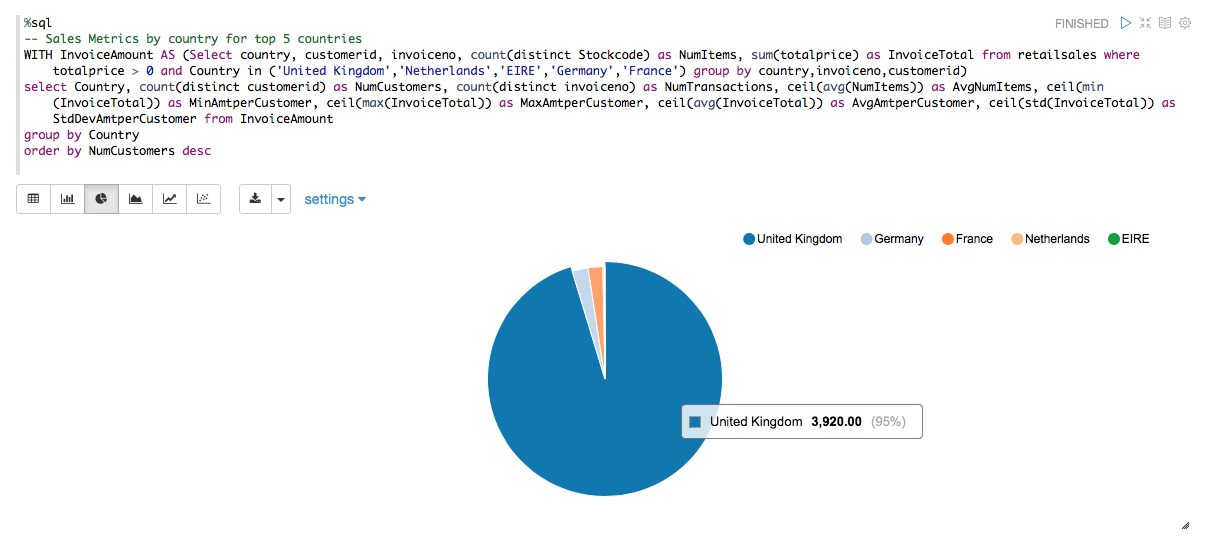 %sql
FINISHED
-- Sales Metrics by country for top 5 countries
WITH InvoiceAmount AS (Select country, customerid, invoiceno, count(distinct Stockcode) as NumItems, sum(totalprice) as InvoiceTotal from retailsales where
totalprice > 0 and Country in ('United Kingdom','Netherlands','EIRE','Germany','France') group by country,invoiceno,customerid)
select Country, count(distinct customerid) as NumCustomers, count(distinct invoiceno) as NumTransactions, ceil(avg(NumItems)) as AvgNumItems, ceil(min
(InvoiceTotal)) as MinAmtperCustomer, ceil(max(InvoiceTotal)) as MaxAmtperCustomer, ceil(avg(InvoiceTotal)) as AvgAmtperCustomer, ceil(std(InvoiceTotal)) as
StdDevAmtperCustomer from InvoiceAmount
group by Country
order by NumCustomers desc
settings
United Kingdom Germany France Netherlands EIRE
United Kingdom 3,920.00 (95%)